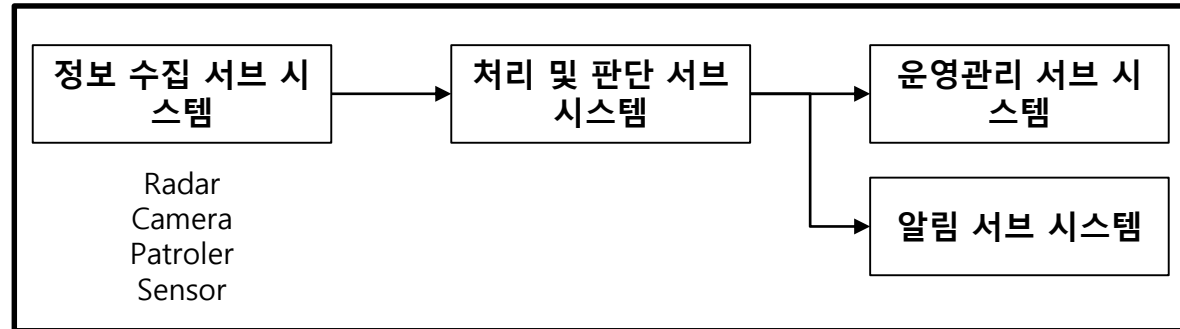 정보 수집 서브 시
스템
처리 및 판단 서브
시스템
운영관리 서브 시
스템
Radar
Camera
Patroler
Sensor
알림 서브 시스템